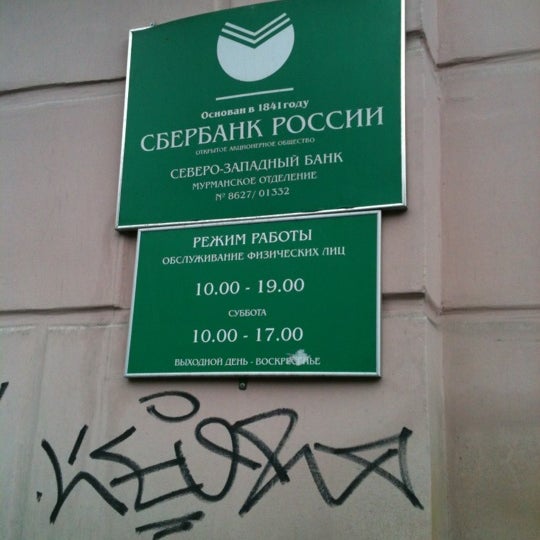 Основан в 1841 году
СБЕРБАНК РОССИИ
ОТКРЫТОЕ АКЦИОНЕРНОЕ ОБЩЕСТВО
СЕВЕРО-ЗАПАДНЫЙ БАНК
МУРМАНСКОЕ ОТДЕЛЕНИЕ
№ 8627/ 01332
РЕЖИМ РАБОТЫ
ОБСЛУЖИВАНИЕ ФИЗИЧЕСКИХ ЛИЦ
10.00 - 19.00
СУББОТА
10.00 - 17.00
ВЫХОДНОЙ ДЕНЬ - ВОСКРЕСЕНЬЕ